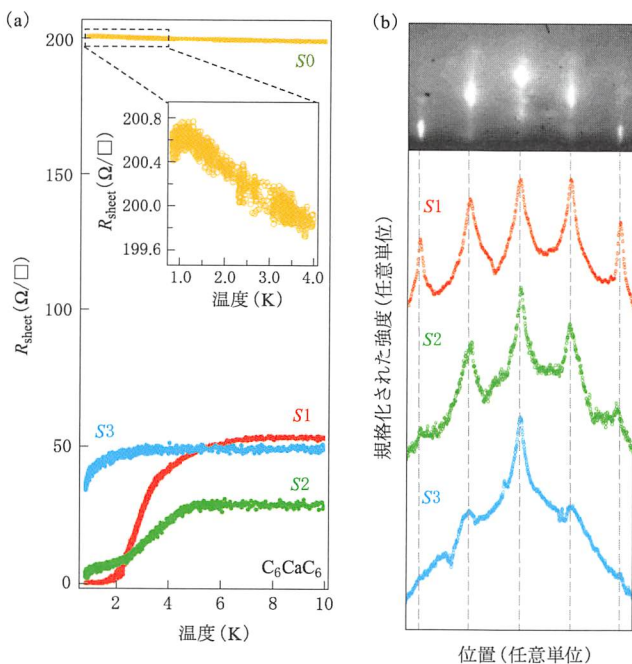 (a)
200
150
100
50
0
S0
200.8
200.4
200.0
199.6
R_sheet (Ω/□)
1.0
2.0
3.0
4.0
温度 (K)
R_sheet (Ω/□)
S1
S3
S2
C₆CaC₆
2
4
6
8
10
温度 (K)
(b)
S1
S2
S3
規格化された強度 (任意単位)
位置 (任意単位)